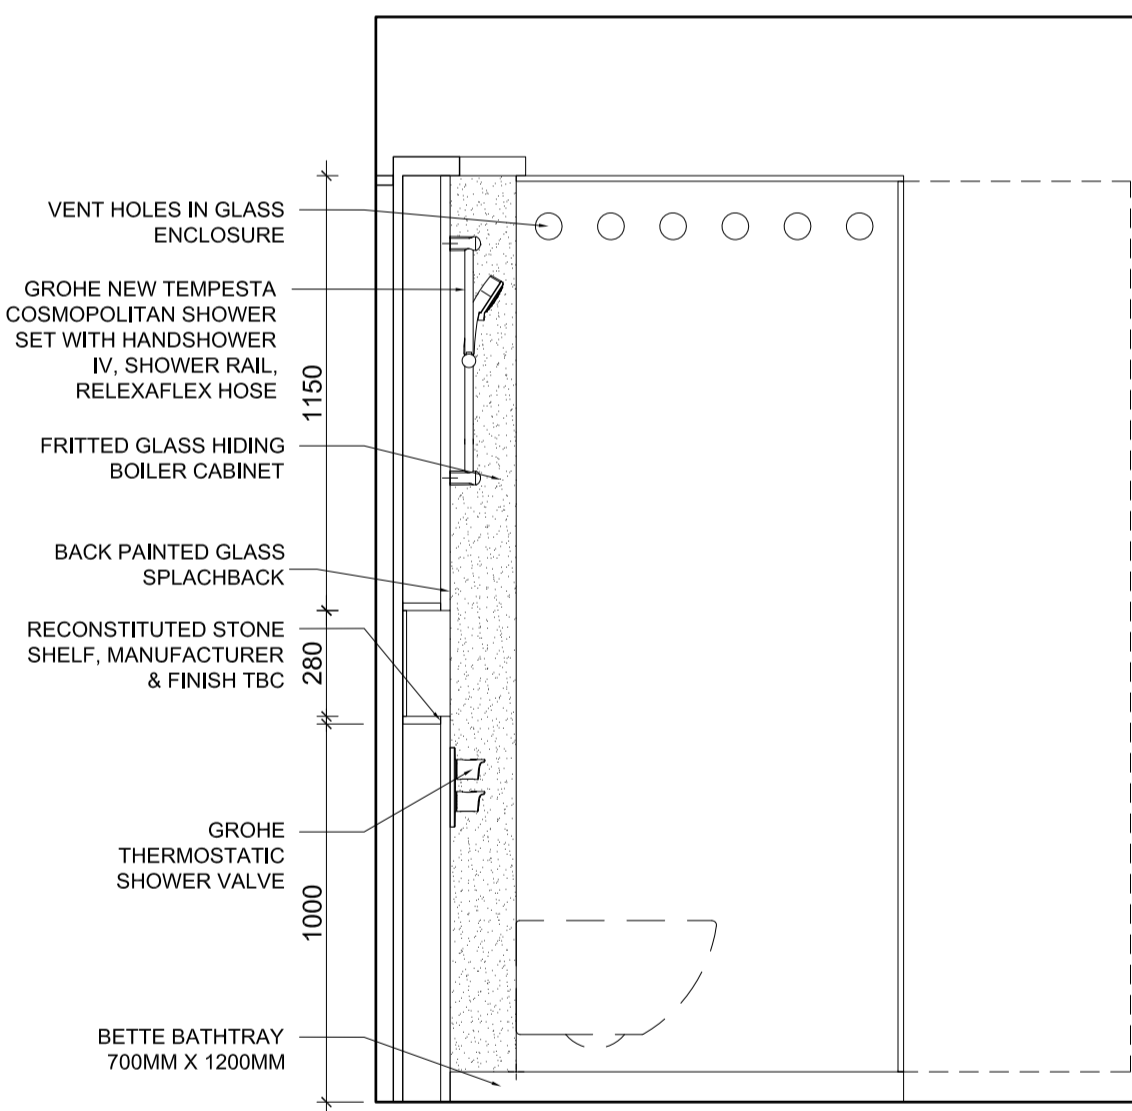 VENT HOLES IN GLASS
ENCLOSURE
GROHE NEW TEMPESTA
COSMOPOLITAN SHOWER
SET WITH HANDSHOWER
IV, SHOWER RAIL,
RELEXAFLEX HOSE
1150
FRITTED GLASS HIDING
BOILER CABINET
BACK PAINTED GLASS
SPLACHBACK
RECONSTITUTED STONE
SHELF, MANUFACTURER
& FINISH TBC
280
GROHE
THERMOSTATIC
SHOWER VALVE
1000
BETTE BATHTRAY
700MM X 1200MM